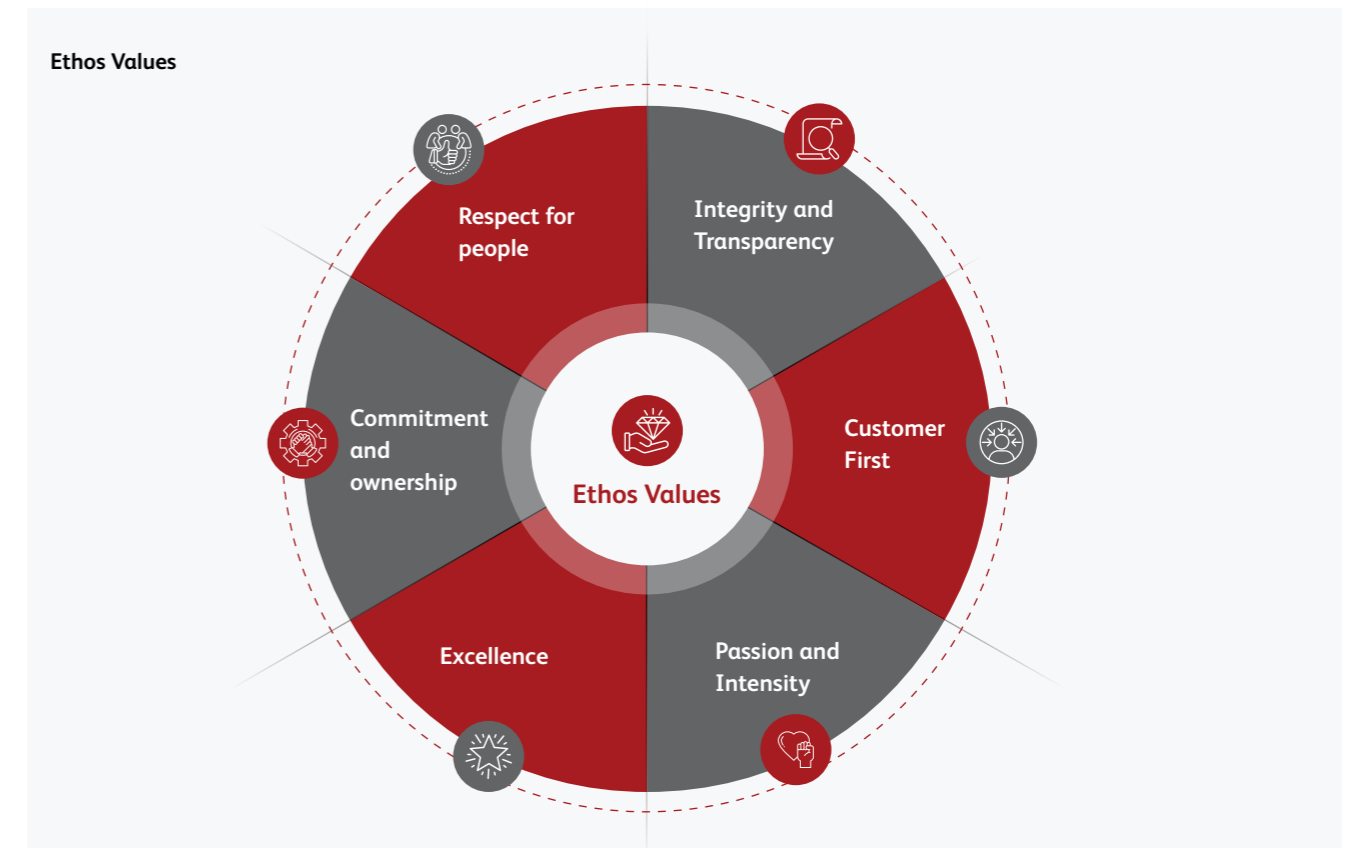 Ethos Values
Respect for
people
Integrity and
Transparency
Commitment
and
ownership
Customer
First
Ethos Values
Excellence
Passion and
Intensity